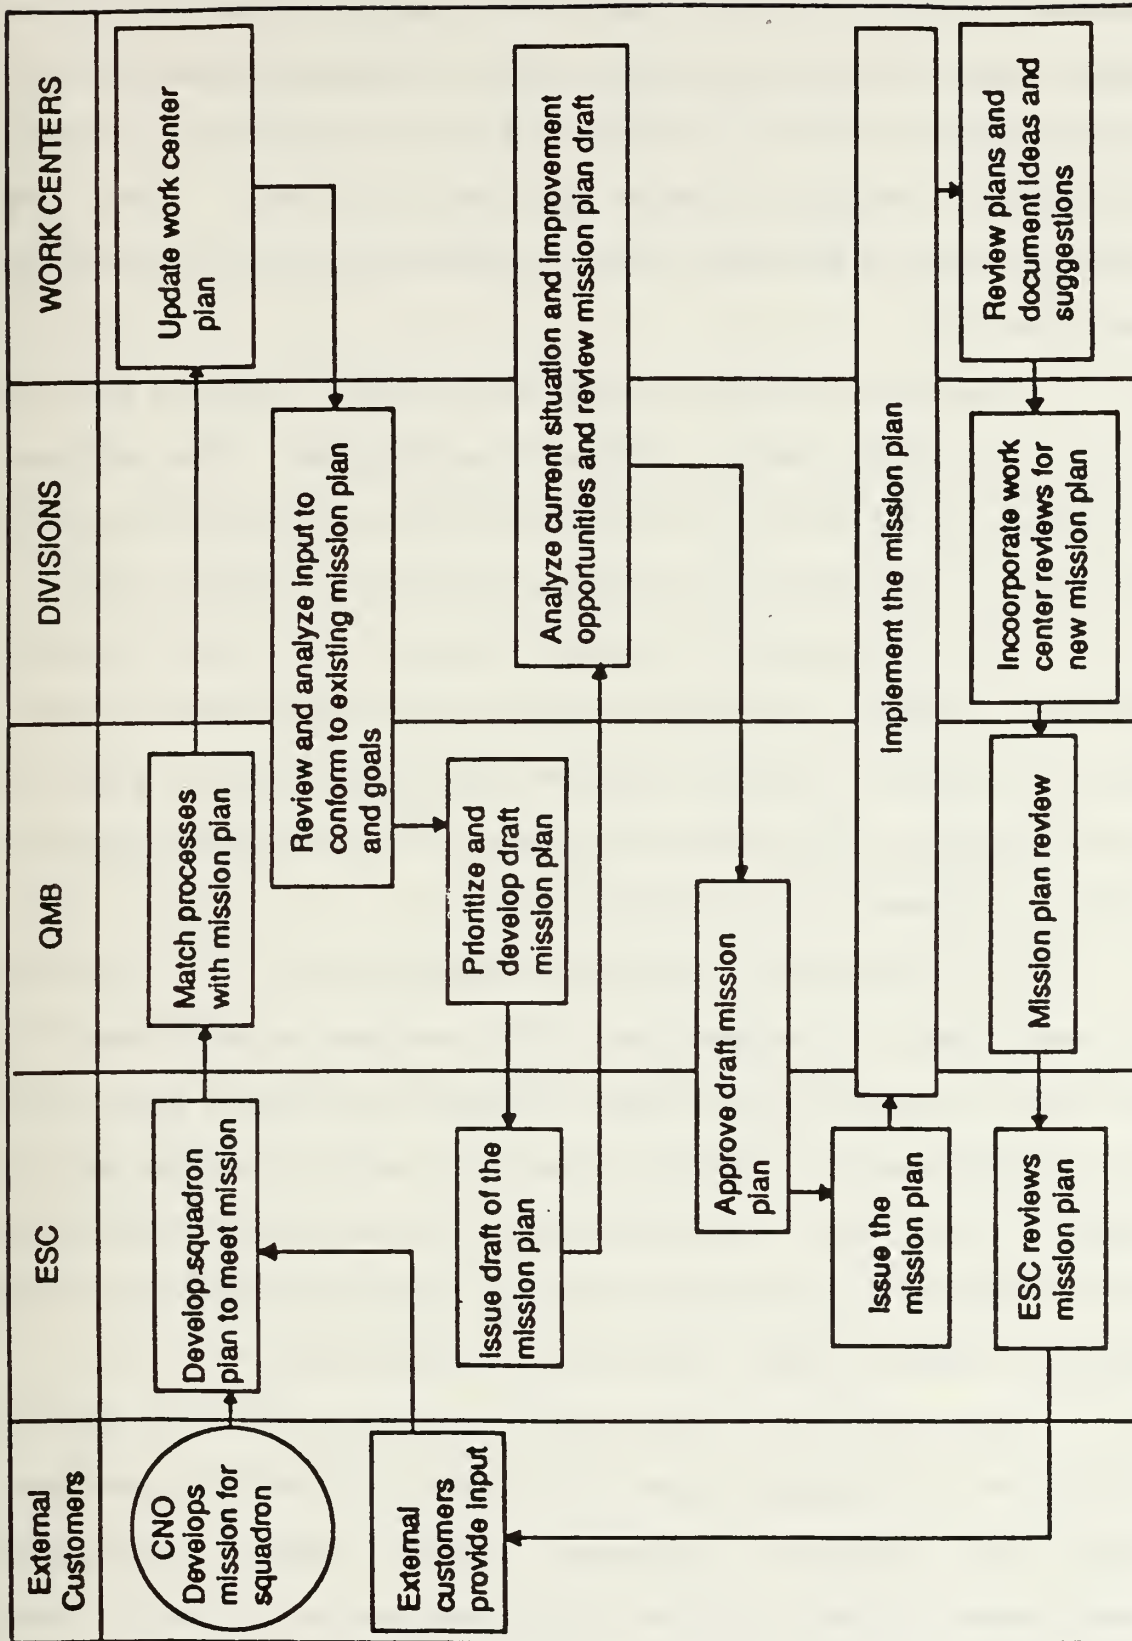 External
Customers
ESC
QMB
DIVISIONS
WORK CENTERS
CNO
Develops
mission for
squadron
Develop squadron
plan to meet mission
Match processes
with mission plan
Update work center
plan
External
customers
provide input
Review and analyze input to
conform to existing mission plan
and goals
Prioritize and
develop draft
mission plan
Issue draft of the
mission plan
Analyze current situation and improvement
opportunities and review mission plan draft
Approve draft mission
plan
Issue the
mission plan
Implement the mission plan
Review plans and
document ideas and
suggestions
Incoorporate work
center reviews for
new mission plan
Mission plan review
ESC reviews
mission plan